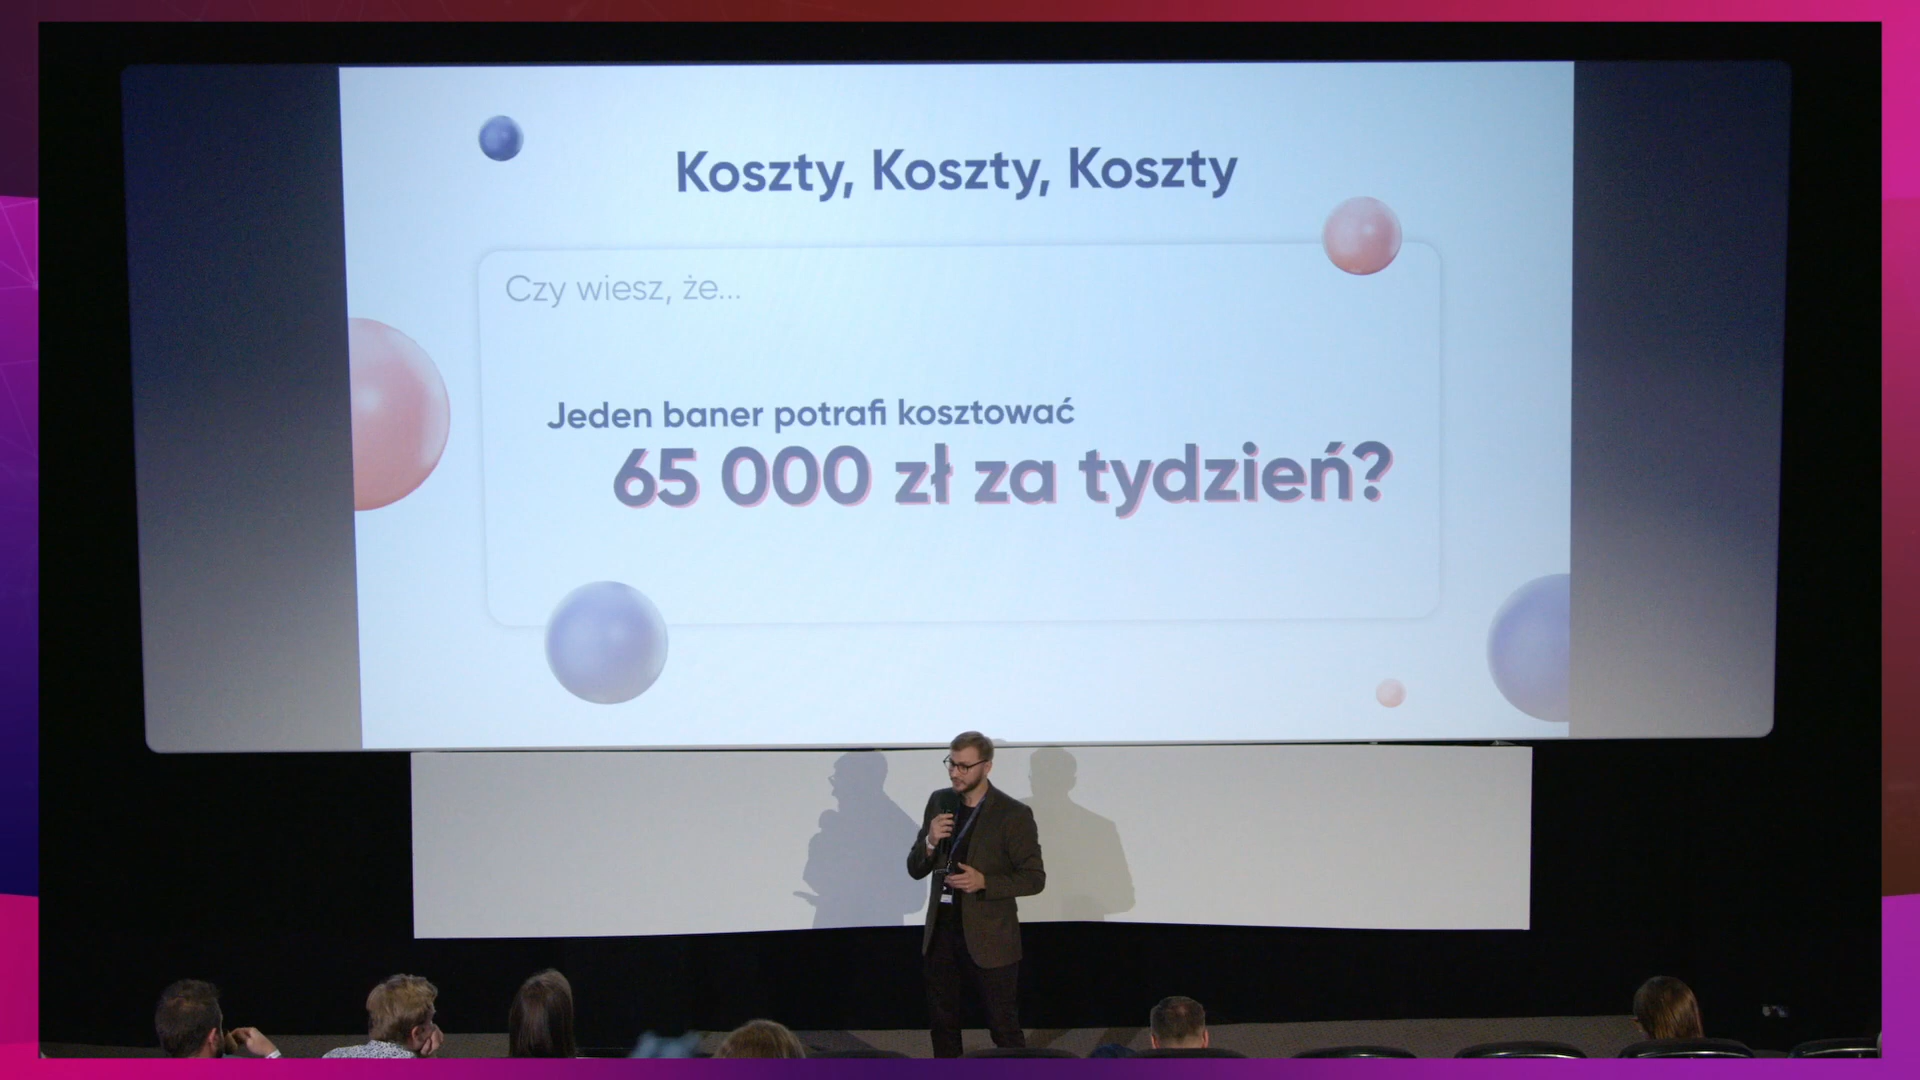 Koszty, Koszty, Koszty
Czy wiesz, że...
Jeden baner potrafi kosztować
65 000 zł za tydzień?